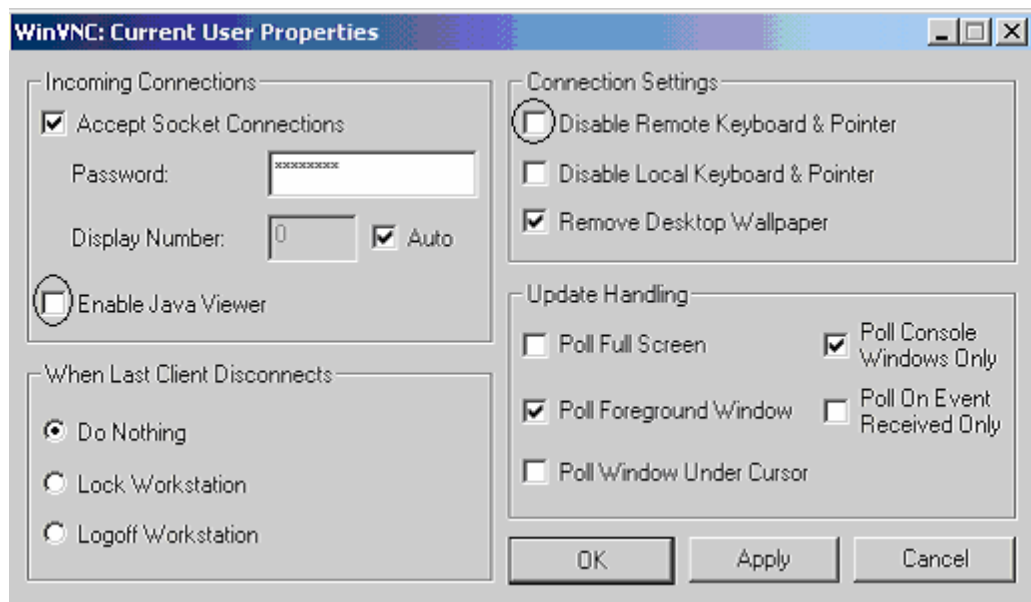 WinVNC: Current User Properties
Incoming Connections
Accept Socket Connections
Password:
xxxxxxxx
Display Number:
0
Auto
Enable Java Viewer
When Last Client Disconnects
Do Nothing
Lock Workstation
Logoff Workstation
Connection Settings
Disable Remote Keyboard & Pointer
Disable Local Keyboard & Pointer
Remove Desktop Wallpaper
Update Handling
Poll Full Screen
Poll Console
Windows Only
Poll Foreground Window
Poll On Event
Received Only
Poll Window Under Cursor
OK
Apply
Cancel